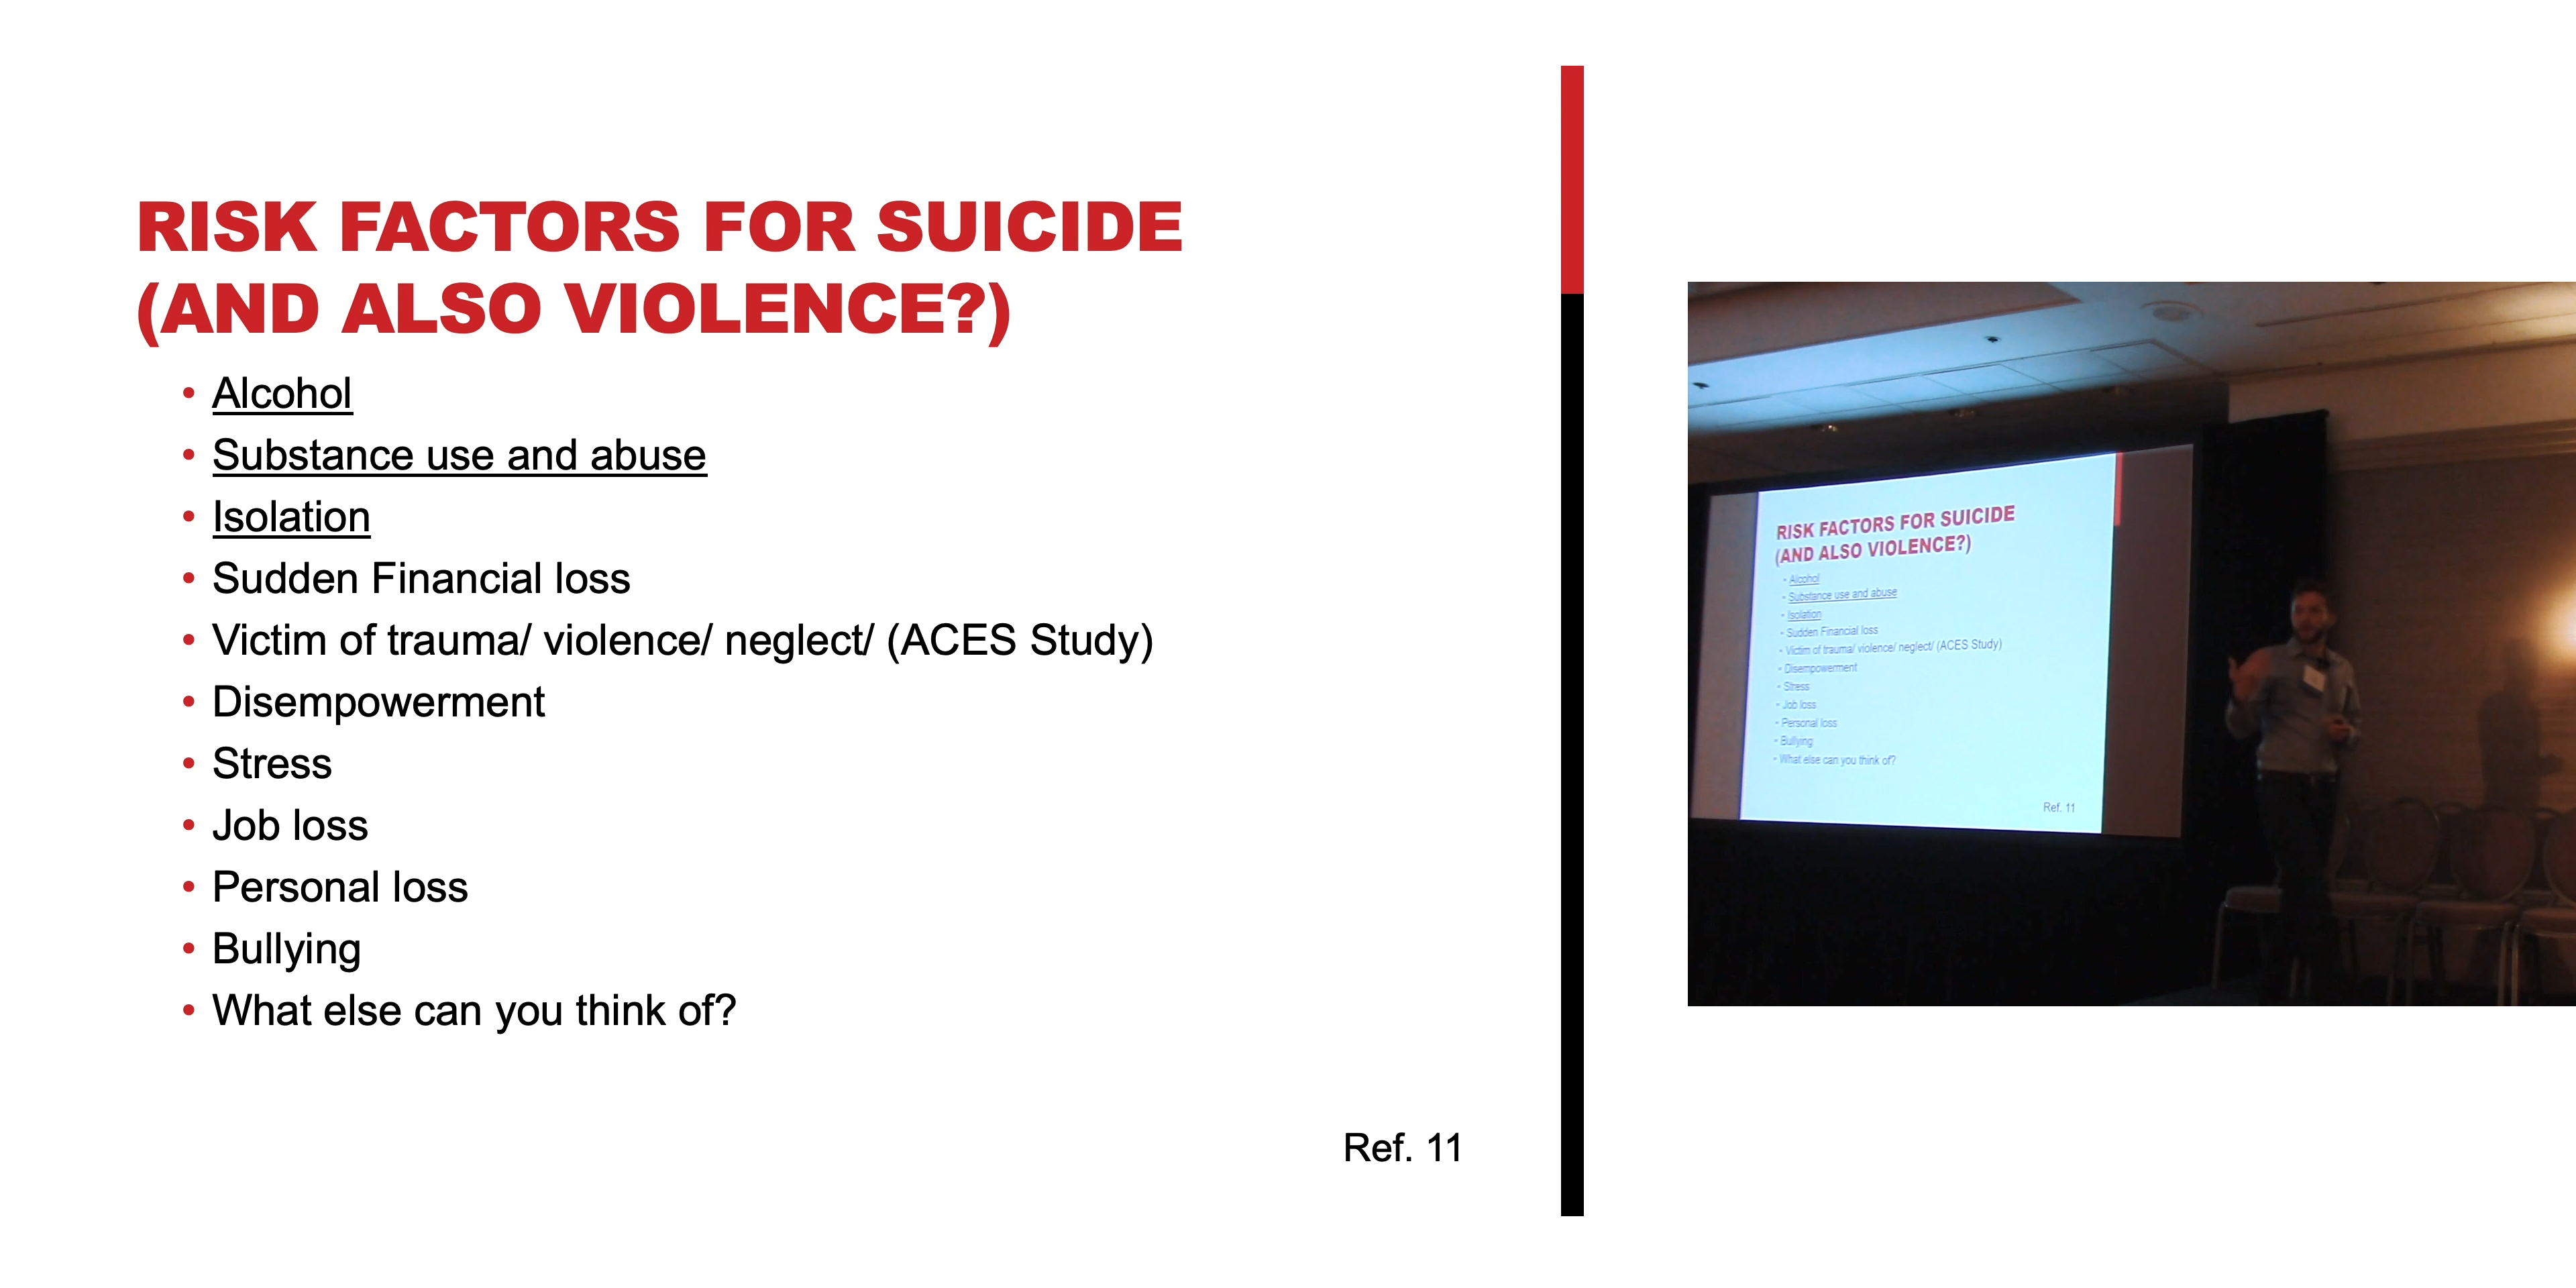 RISK FACTORS FOR SUICIDE
(AND ALSO VIOLENCE?)
• Alcohol
• Substance use and abuse
• Isolation
• Sudden Financial loss
• Victim of trauma/ violence/ neglect/ (ACES Study)
• Disempowerment
• Stress
• Job loss
• Personal loss
• Bullying
• What else can you think of?
Ref. 11
RISK FACTORS FOR SUICIDE
(AND ALSO VIOLENCE?)
• Alcohol
• Substance use and abuse
• Isolation
• Sudden Financial loss
• Victim of trauma/ violence/ neglect/ (ACES Study)
• Disempowerment
• Stress
• Job loss
• Personal loss
• Bullying
• What else can you think of?
Ref. 11